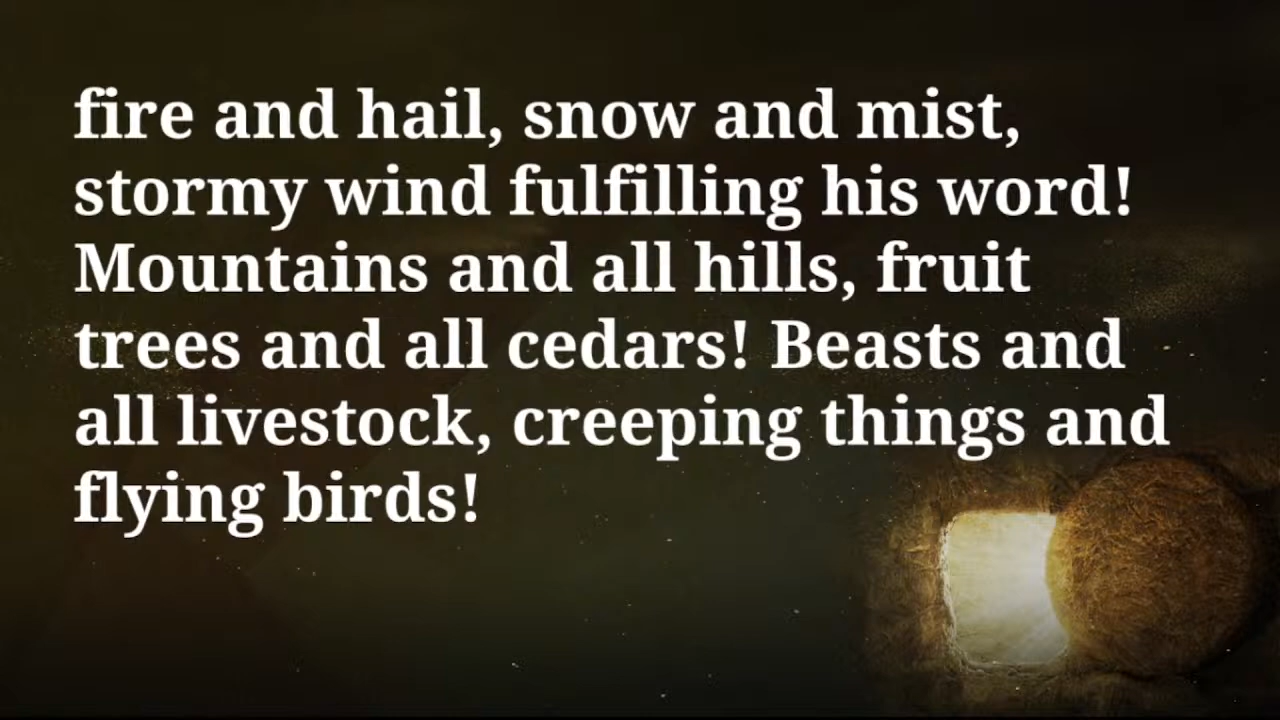 fire and hail, snow and mist,
stormy wind fulfilling his word!
Mountains and all hills, fruit
trees and all cedars! Beasts and
all livestock, creeping things and
flying birds!